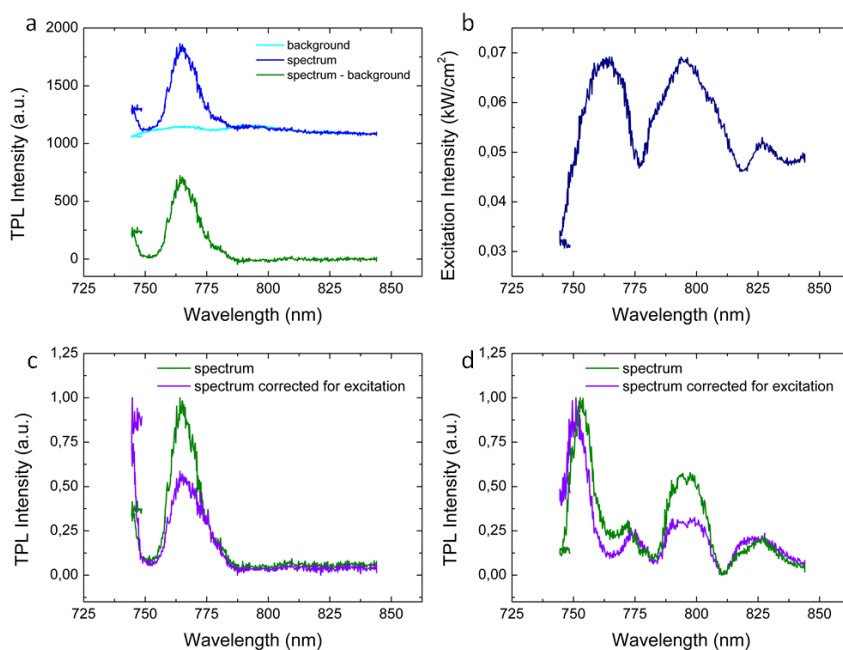 a
2000
1750
1500
1250
1000
750
500
250
0
TPL Intensity (a.u.)
background
spectrum
spectrum - background
725 750 775 800 825 850
Wavelength (nm)
b
0,07
0,06
0,05
0,04
0,03
Excitation Intensity (kW/cm²)
725 750 775 800 825 850
Wavelength (nm)
c
1,25
1,00
0,75
0,50
0,25
0,00
TPL Intensity (a.u.)
spectrum
spectrum corrected for excitation
725 750 775 800 825 850
Wavelength (nm)
d
1,25
1,00
0,75
0,50
0,25
0,00
TPL Intensity (a.u.)
spectrum
spectrum corrected for excitation
725 750 775 800 825 850
Wavelength (nm)